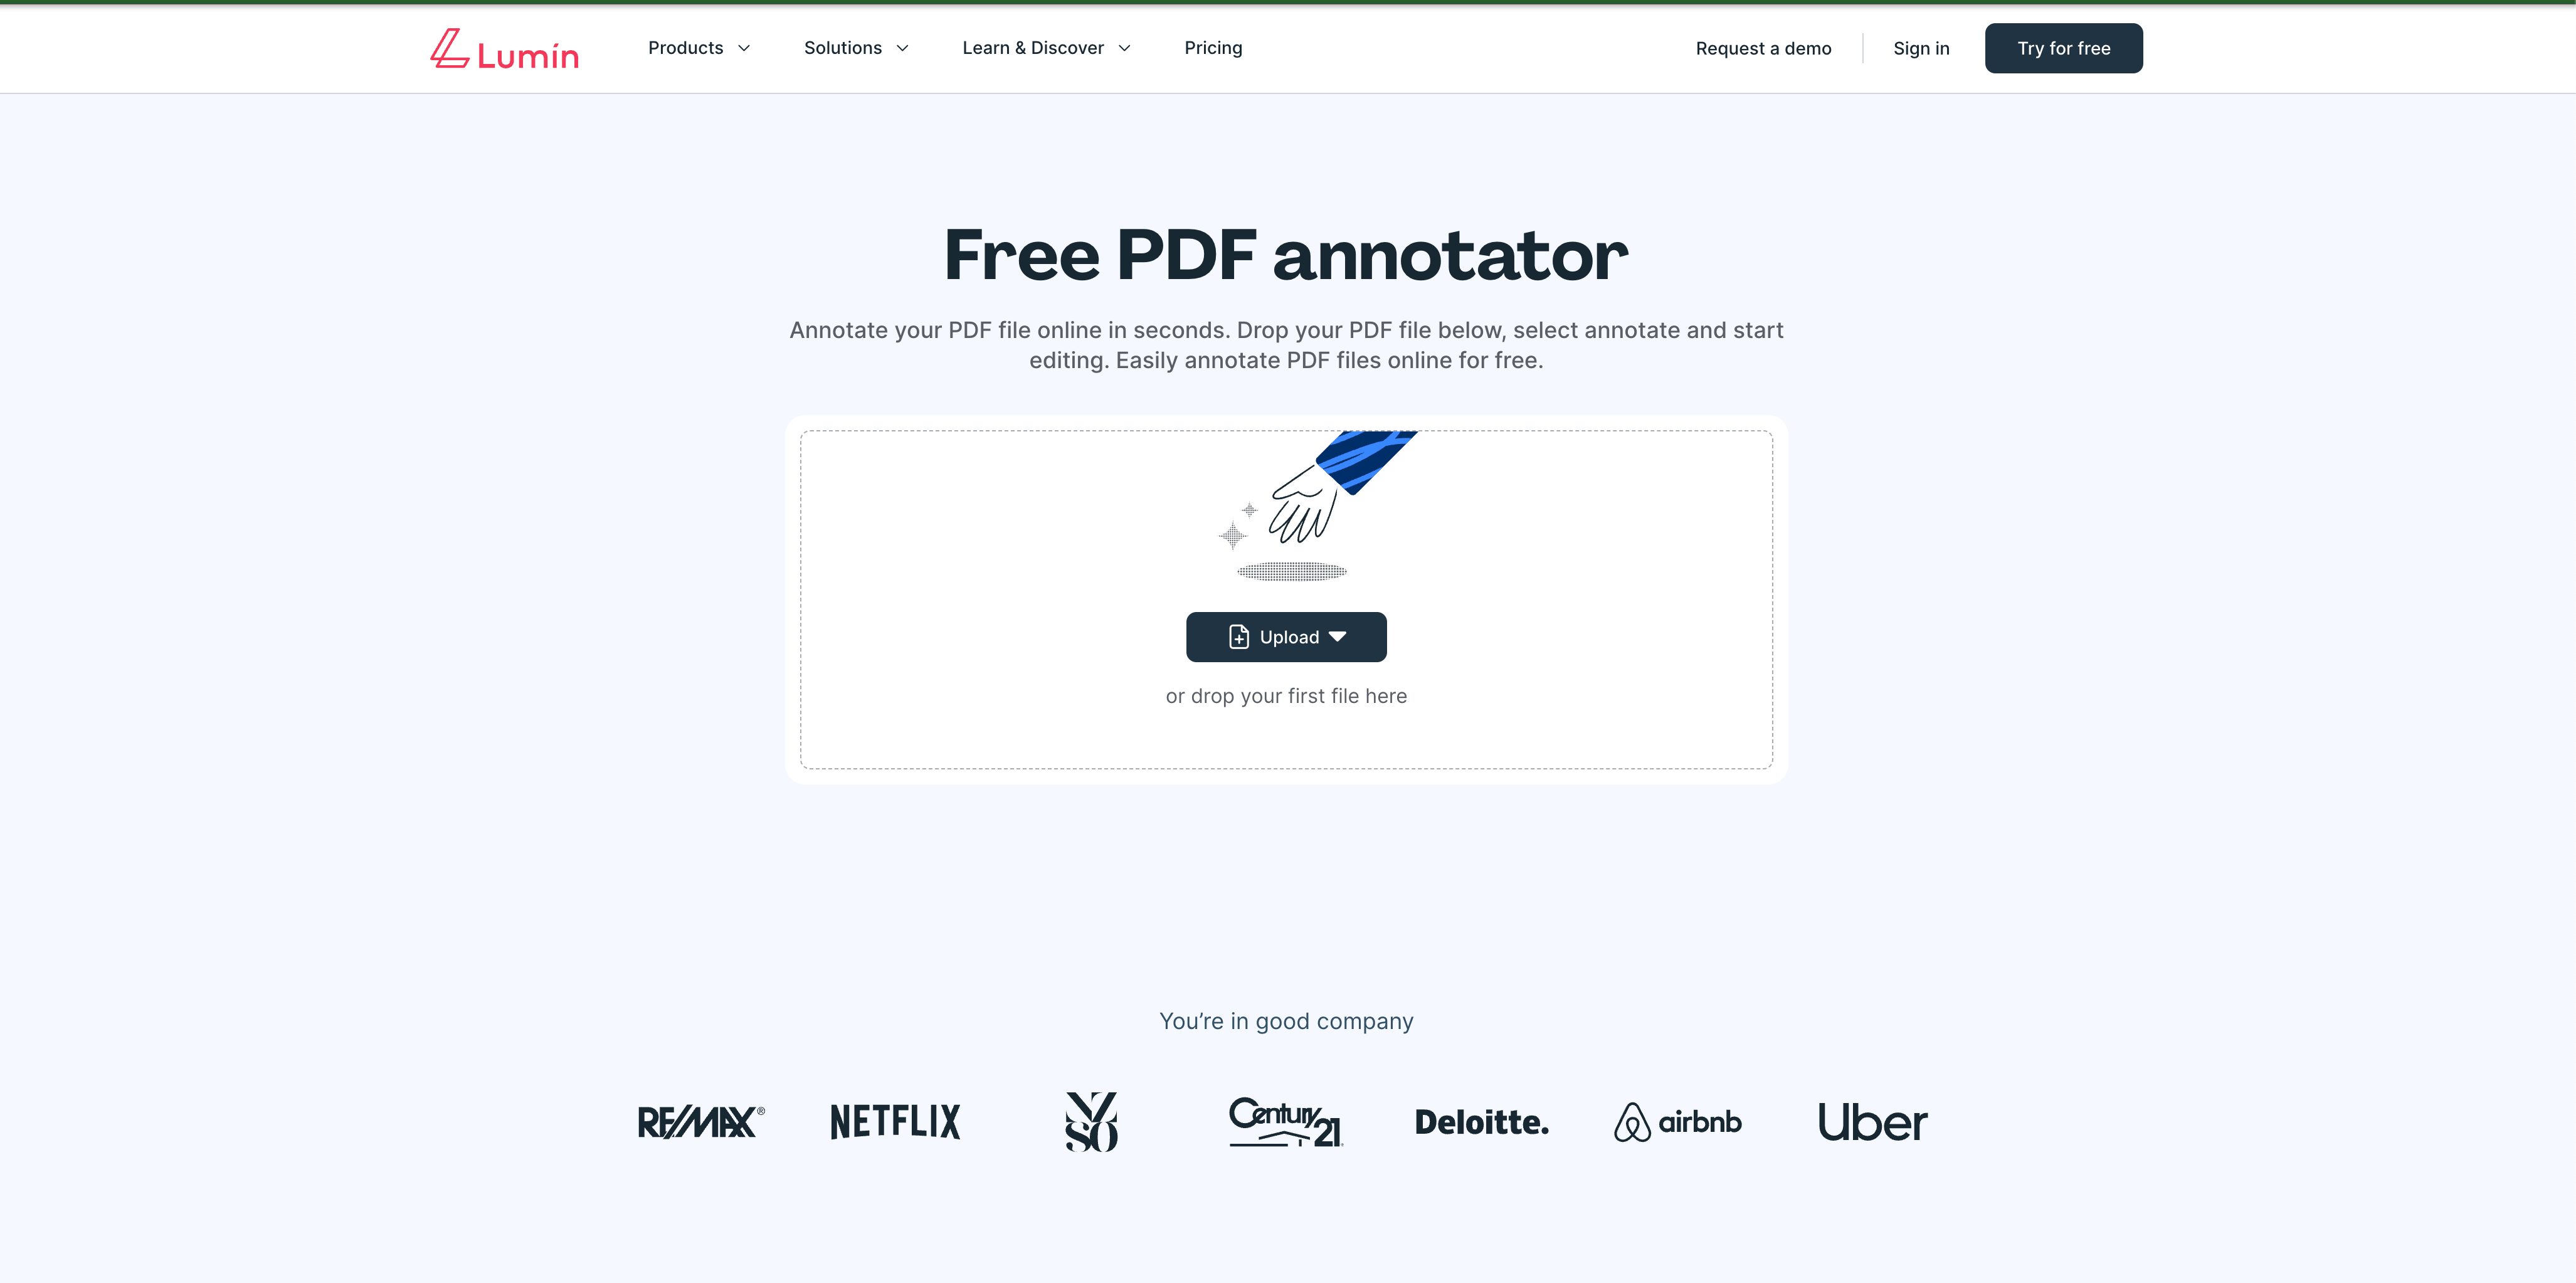 Lumin
Products
Solutions
Learn & Discover
Pricing
Request a demo
Sign in
Try for free
Free PDF annotator
Annotate your PDF file online in seconds. Drop your PDF file below, select annotate and start
editing. Easily annotate PDF files online for free.
Upload
or drop your first file here
You’re in good company
RE/MAX®
NETFLIX
NZ
SO
Century 21
Deloitte.
airbnb
Uber